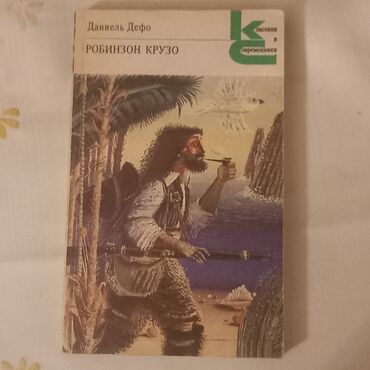 Даниель Дефо
РОБИНЗОН КРУЗО
Классики
и
Современники